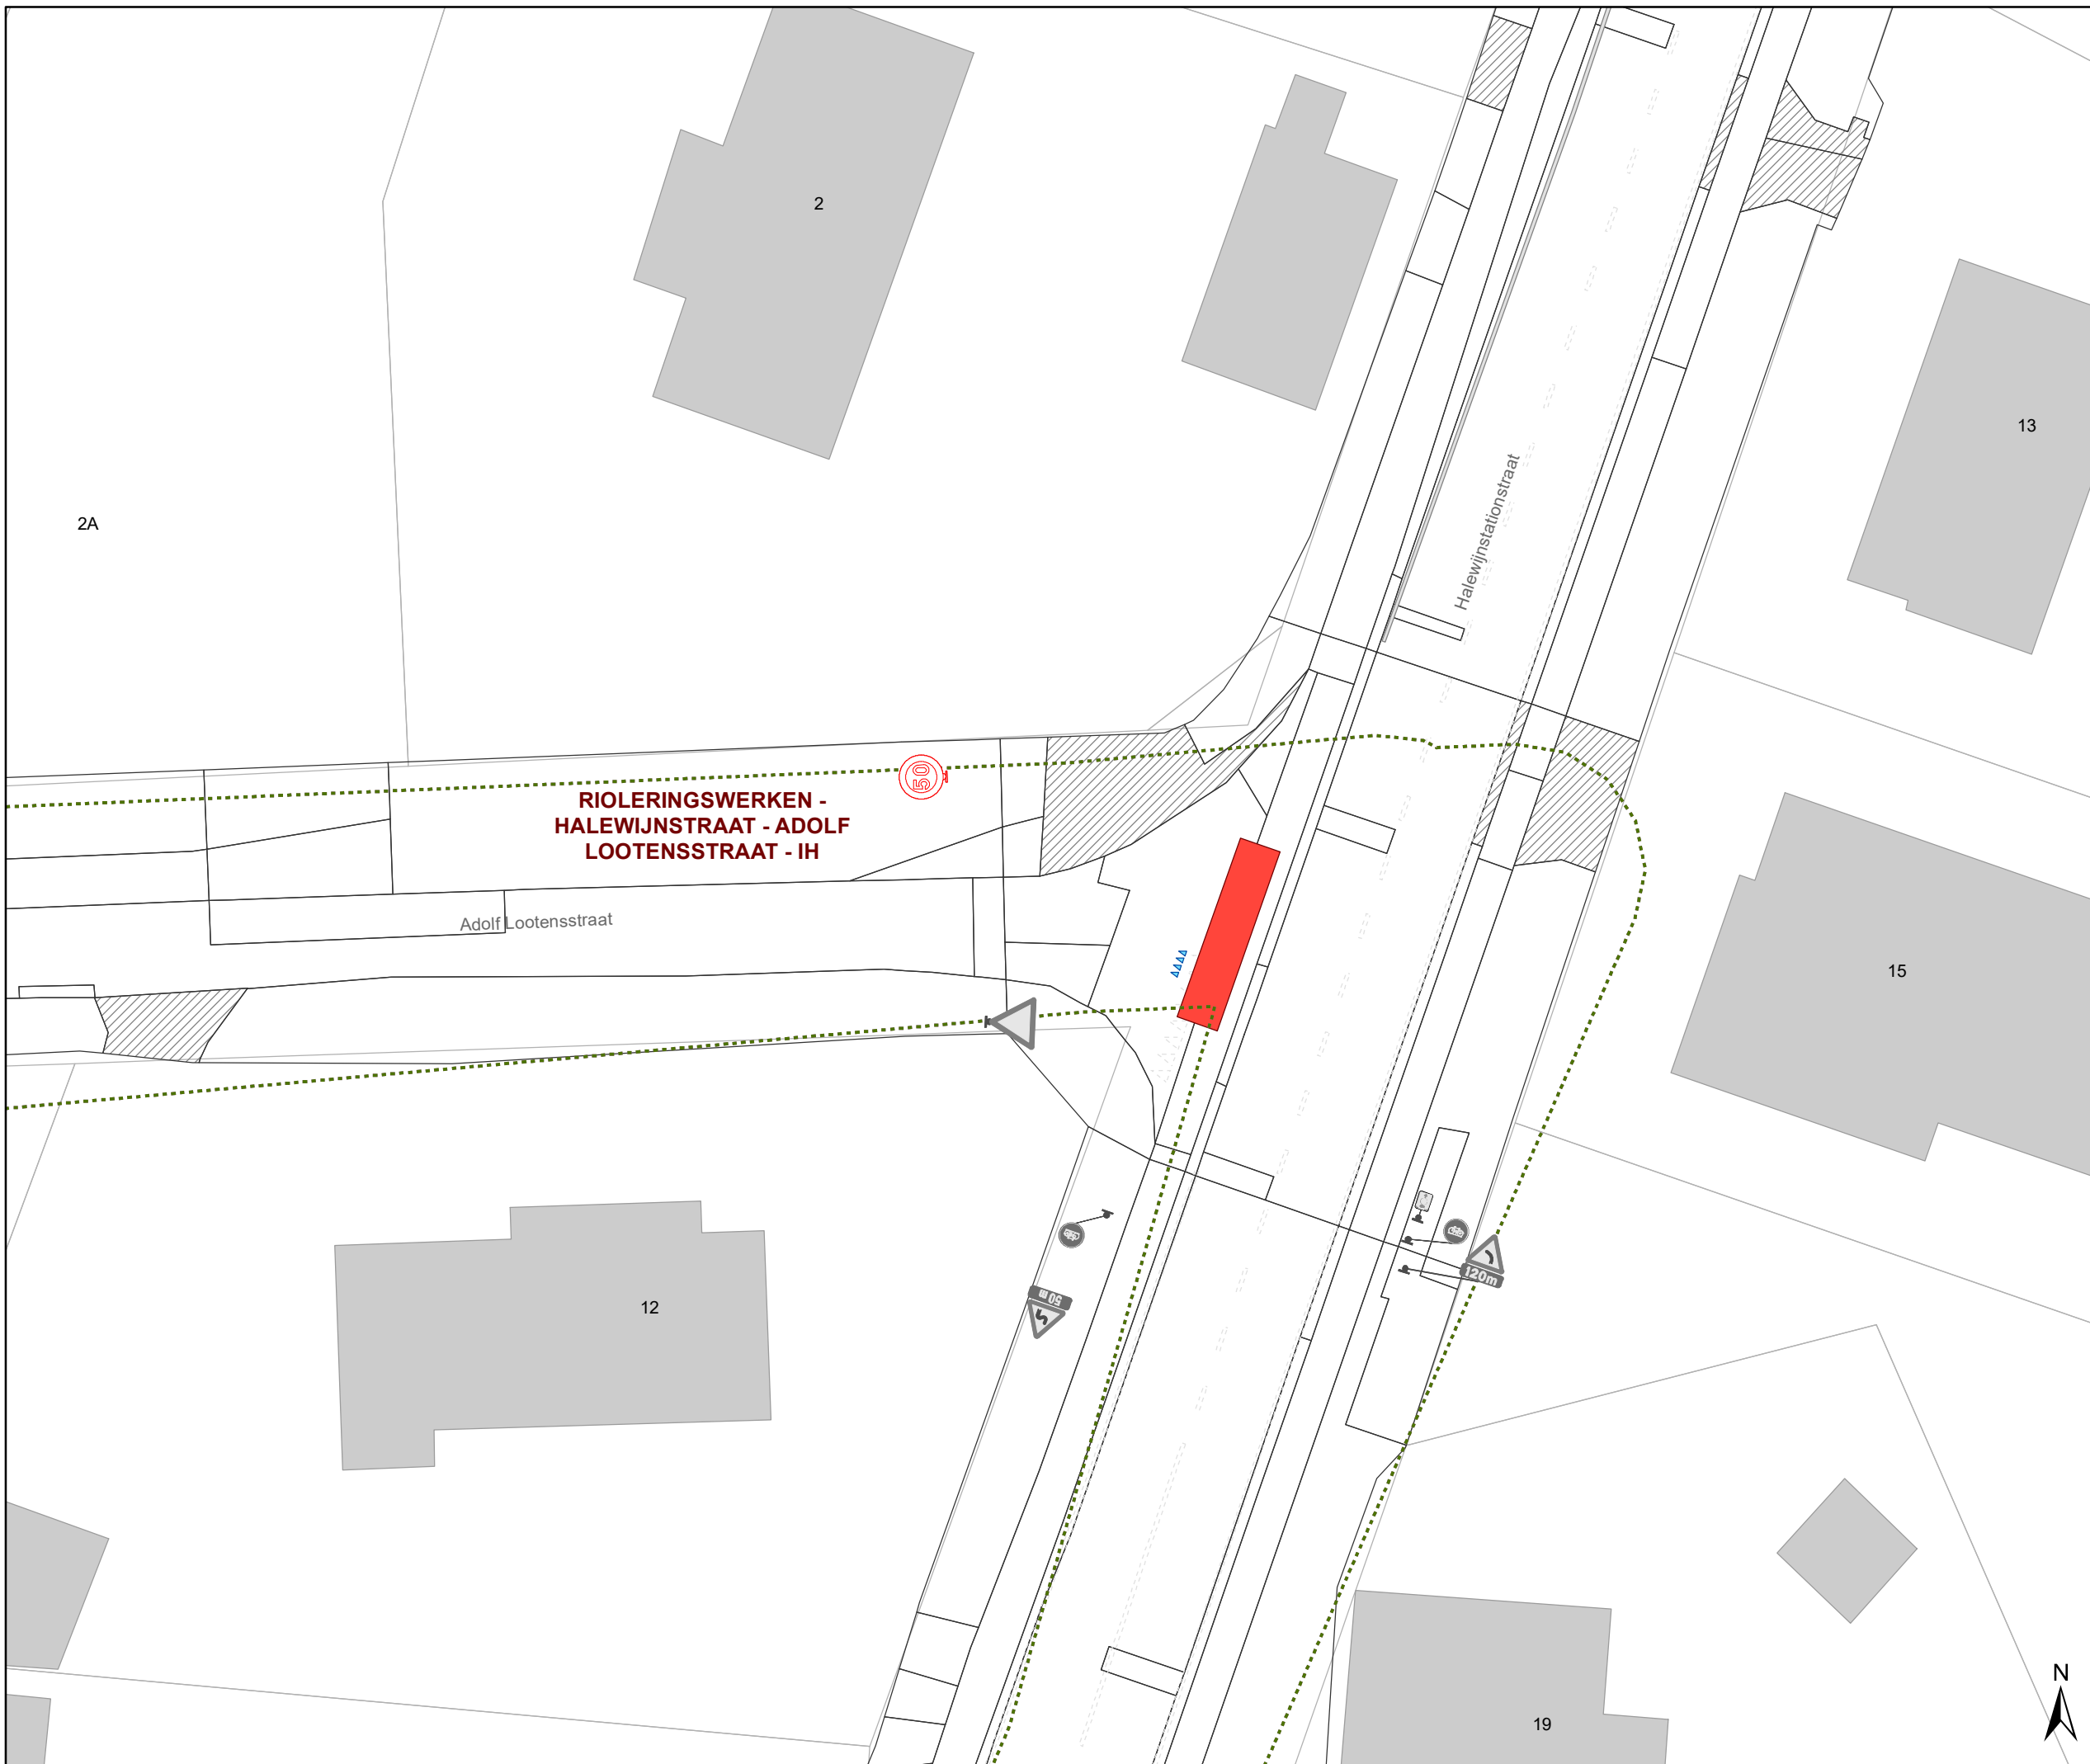 2
13
Halewijnstationstraat
2A
50
RIOLERINGSWERKEN -
HALEWIJNSTRAAT - ADOLF
LOOTENSSTRAAT - IH
Adolf Lootensstraat
15
120m
50 m
12
N
19